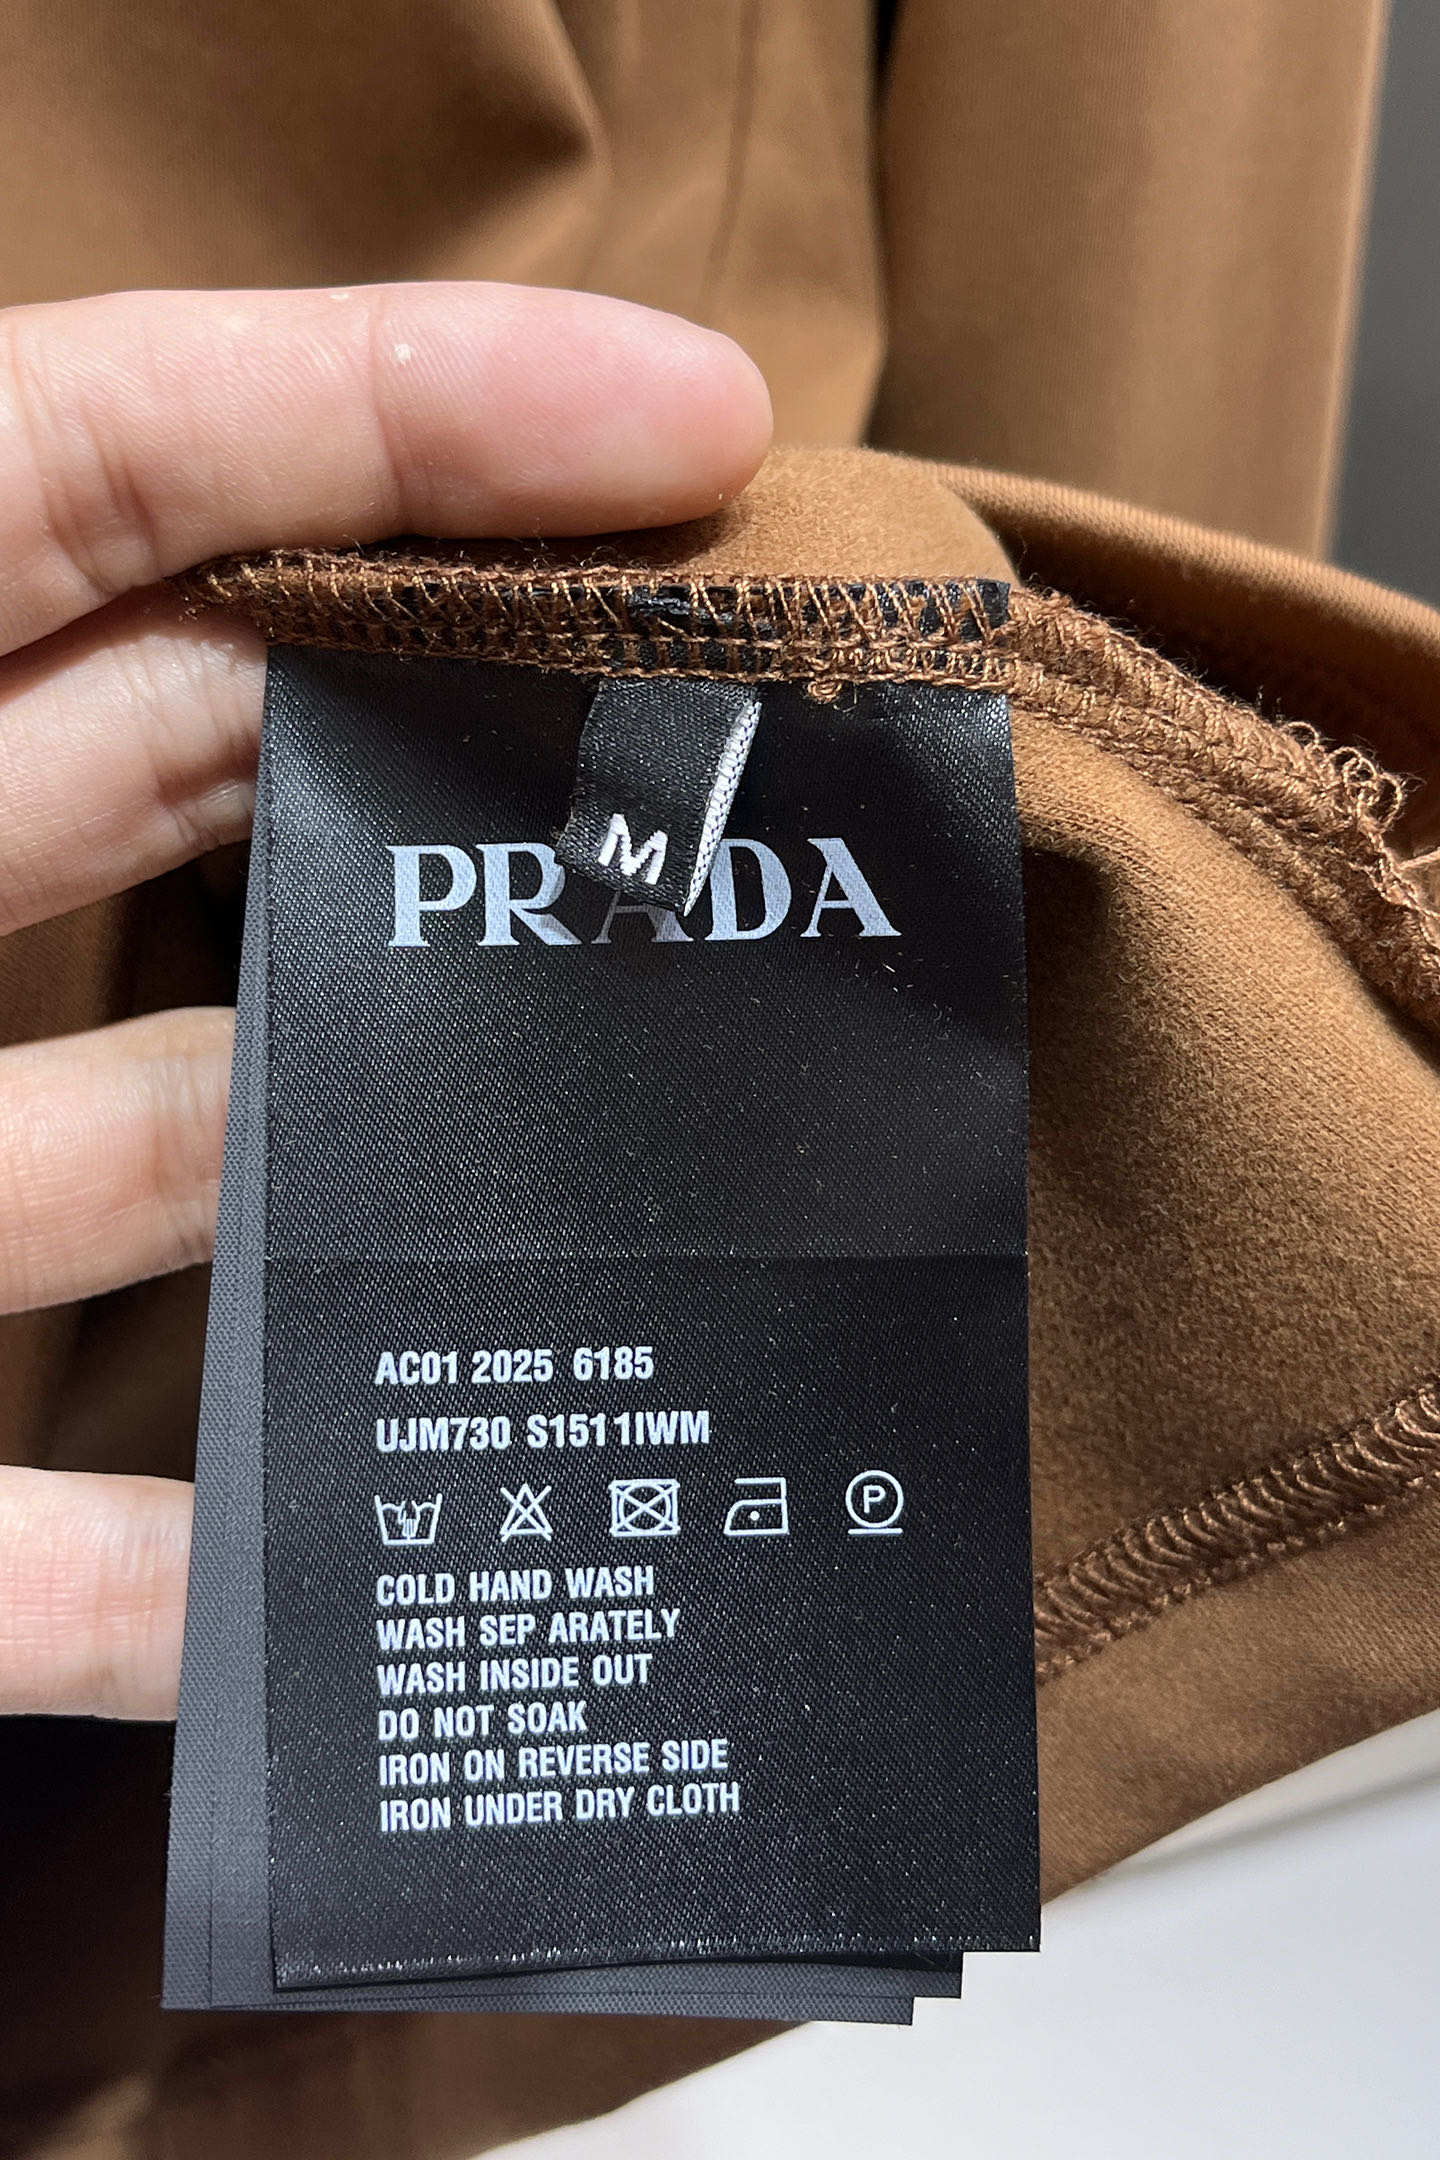 M
PRADA
AC01 2025 6185
UJM730 S1511IWM
P
COLD HAND WASH
WASH SEP ARATELY
WASH INSIDE OUT
DO NOT SOAK
IRON ON REVERSE SIDE
IRON UNDER DRY CLOTH